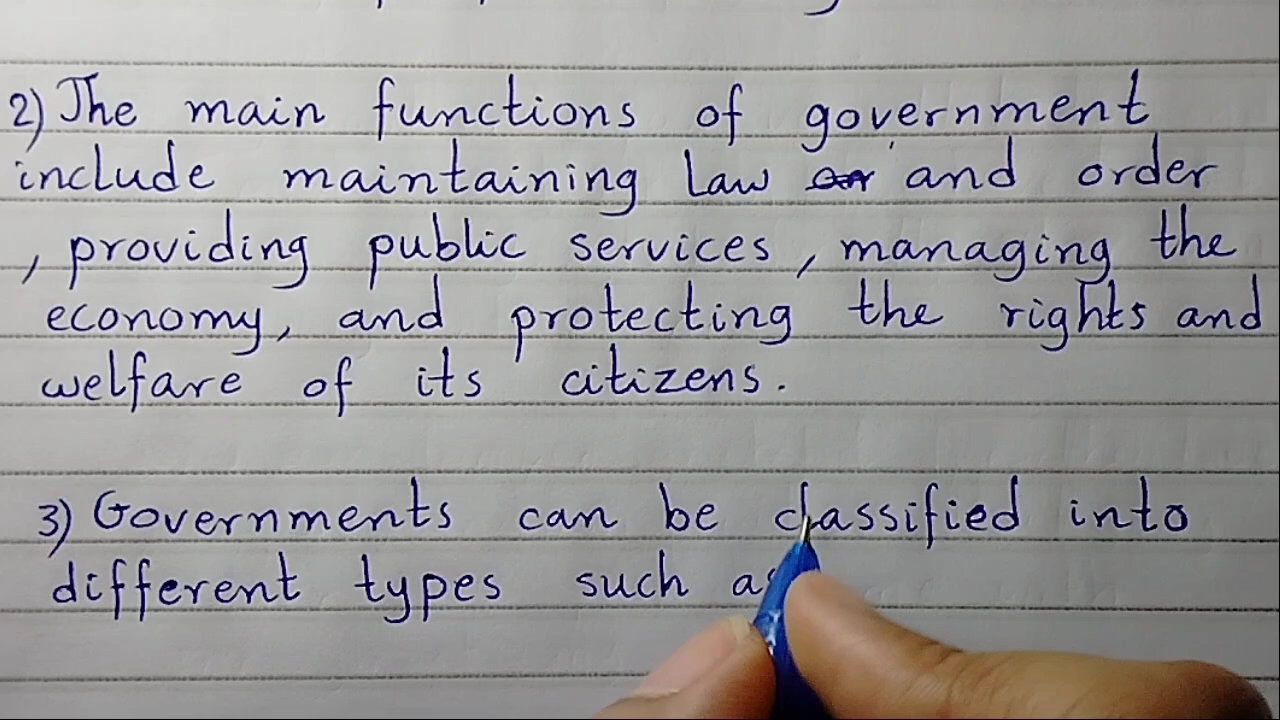 2) The main functions of government
include maintaining law and order
, providing public services, managing the
economy, and protecting the rights and
welfare of its citizens.
3) Governments can be classified into
different types such as